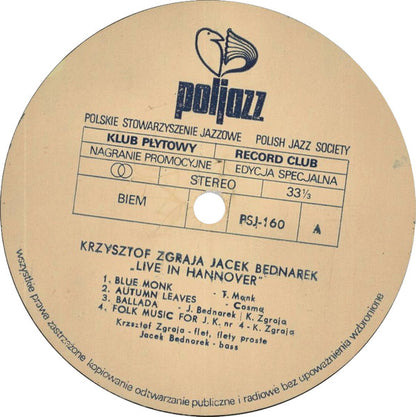 poljazz
POLSKIE STOWARZYSZENIE JAZZOWE POLISH JAZZ SOCIETY
KLUB PŁYTOWY RECORD CLUB
NAGRANIE PROMOCYJNE EDYCJA SPECJALNA
STEREO 33⅓
BIEM PSJ-160 A
KRZYSZTOF ZGRAJA JACEK BEDNAREK
„LIVE IN HANNOVER"
1. BLUE MONK - T. Monk
2. AUTUMN LEAVES - Cosma
3. BALLADA - J. Bednarek; K. Zgraja
4. FOLK MUSIC FOR J. K. nr 4 - K. Zgraja
Krzysztof Zgraja - flet, flety proste
Jacek Bednarek - bass
wszystkie prawa zastrzeżone kopiowanie odtwarzanie publiczne i radiowe bez upoważnienia wzbronione